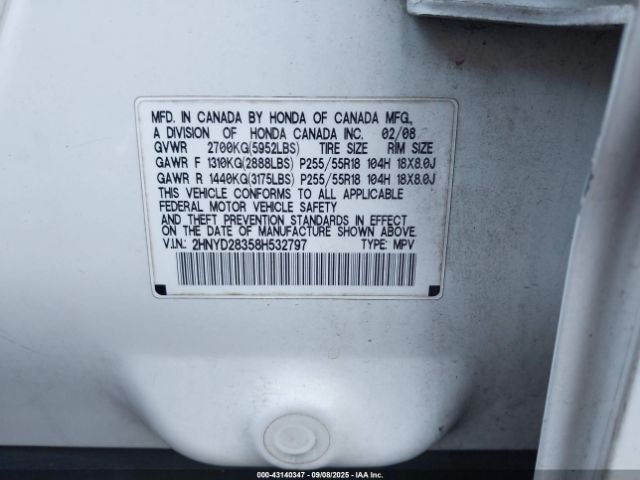 MFD. IN CANADA BY HONDA OF CANADA MFG.,
A DIVISION OF HONDA CANADA INC. 02/08
GVWR 2700KG(5952LBS) TIRE SIZE RIM SIZE
GAWR F 1310KG(2888LBS) P255/55R18 104H 18X8.0J
GAWR R 1440KG(3175LBS) P255/55R18 104H 18X8.0J
THIS VEHICLE CONFORMS TO ALL APPLICABLE
FEDERAL MOTOR VEHICLE SAFETY
AND THEFT PREVENTION STANDARDS IN EFFECT
ON THE DATE OF MANUFACTURE SHOWN ABOVE.
V.I.N.: 2HNYD28358H532797 TYPE: MPV
000-43140347 - 09/08/2025 - IAA Inc.